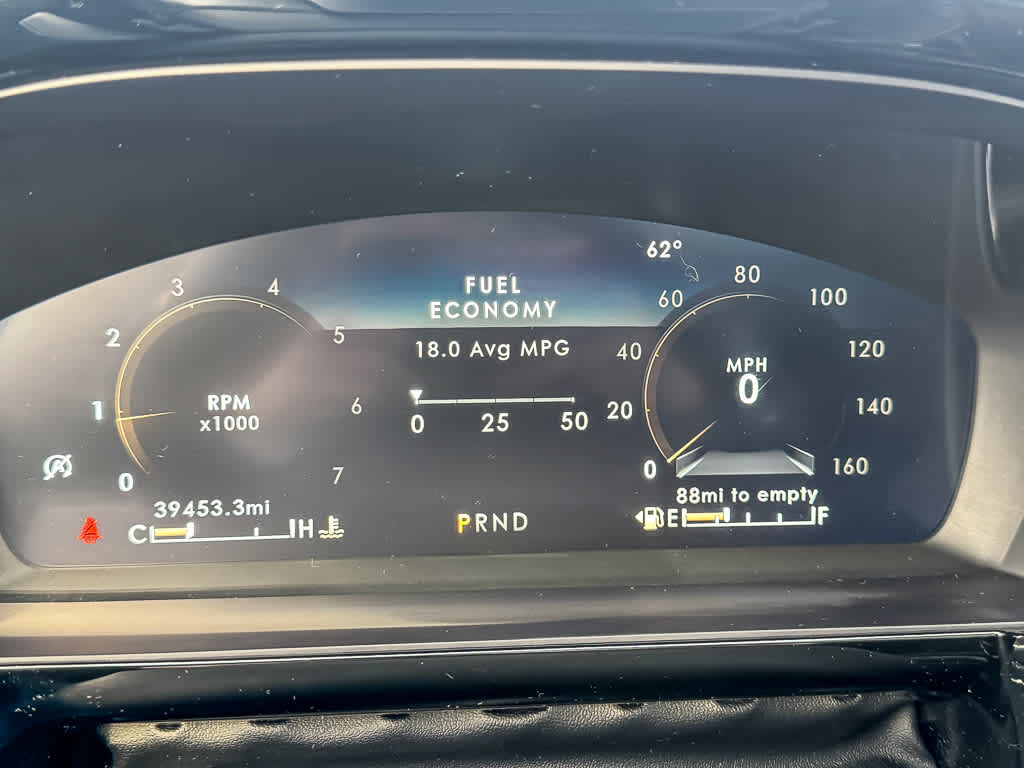 62°
FUEL
ECONOMY
18.0 Avg MPG
0 25 50
0 1 2 3 4 5 6 7
RPM
x1000
0 20 40 60 80 100 120 140 160
MPH
0
A
39453.3mi
C H
PRND
88mi to empty
E F